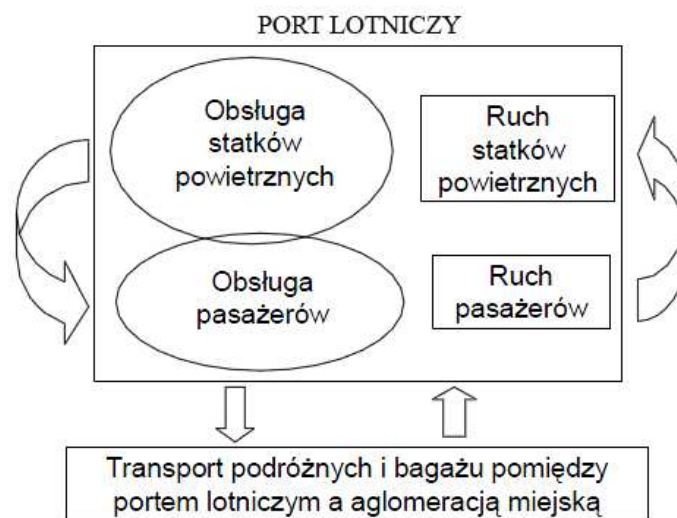 PORT LOTNICZY
Obsługa
statków
powietrznych
Ruch
statków
powietrznych
Obsługa
pasażerów
Ruch
pasażerów
Transport podróżnych i bagażu pomiędzy
portem lotniczym a aglomeracją miejską